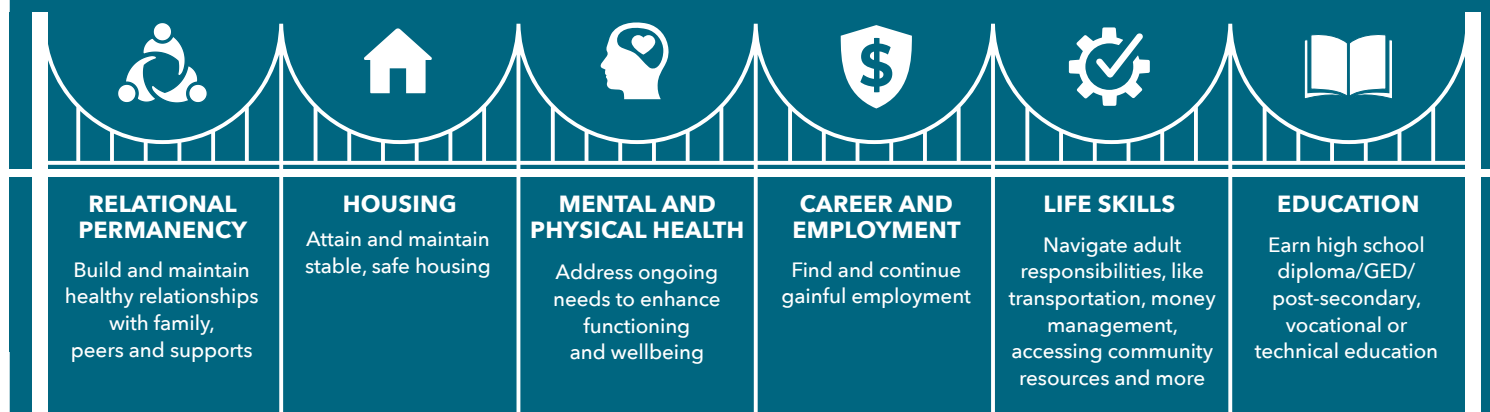 RELATIONAL
PERMANENCY
Build and maintain
healthy relationships
with family,
peers and supports
HOUSING
Attain and maintain
stable, safe housing
MENTAL AND
PHYSICAL HEALTH
Address ongoing
needs to enhance
functioning
and wellbeing
CAREER AND
EMPLOYMENT
Find and continue
gainful employment
LIFE SKILLS
Navigate adult
responsibilities, like
transportation, money
management,
accessing community
resources and more
EDUCATION
Earn high school
diploma/GED/
post-secondary,
vocational or
technical education